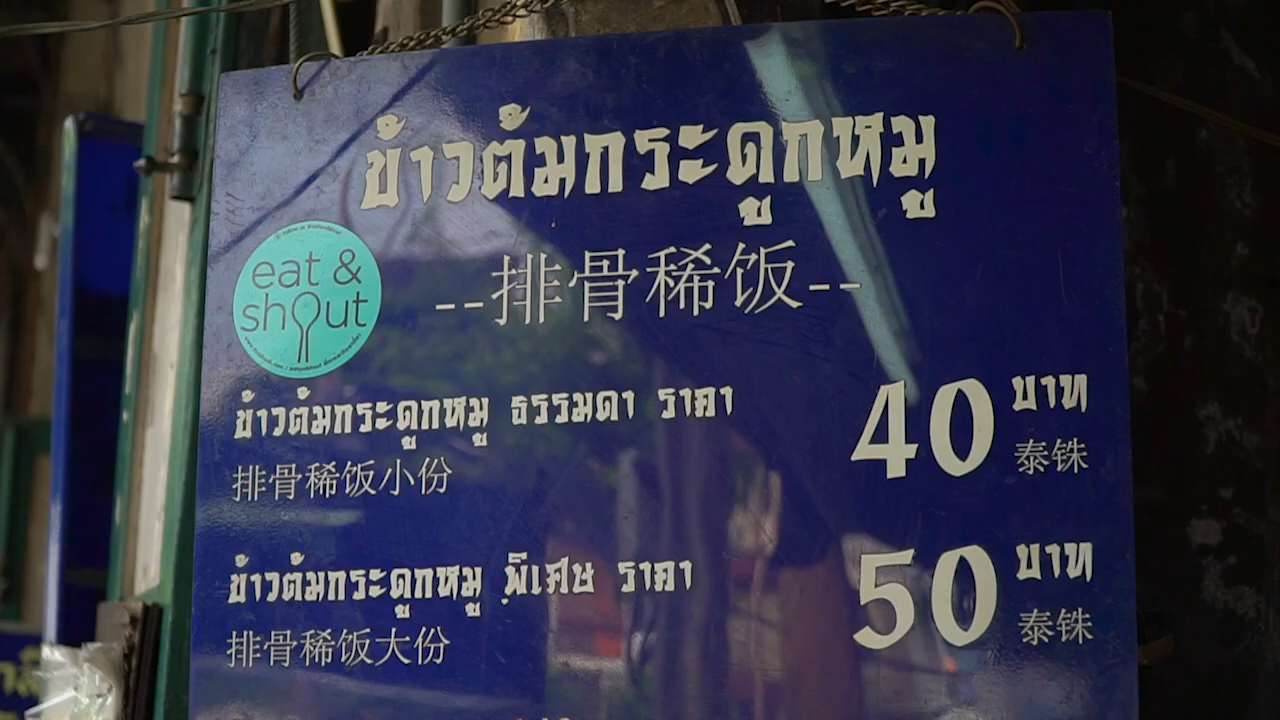 ข้าวต้มกระดูกหมู
--排骨稀饭--
eat &
shout
ข้าวต้มกระดูกหมู ธรรมดา ราคา 40 บาท
排骨稀饭小份 泰铢
ข้าวต้มกระดูกหมู พิเศษ ราคา 50 บาท
排骨稀饭大份 泰铢